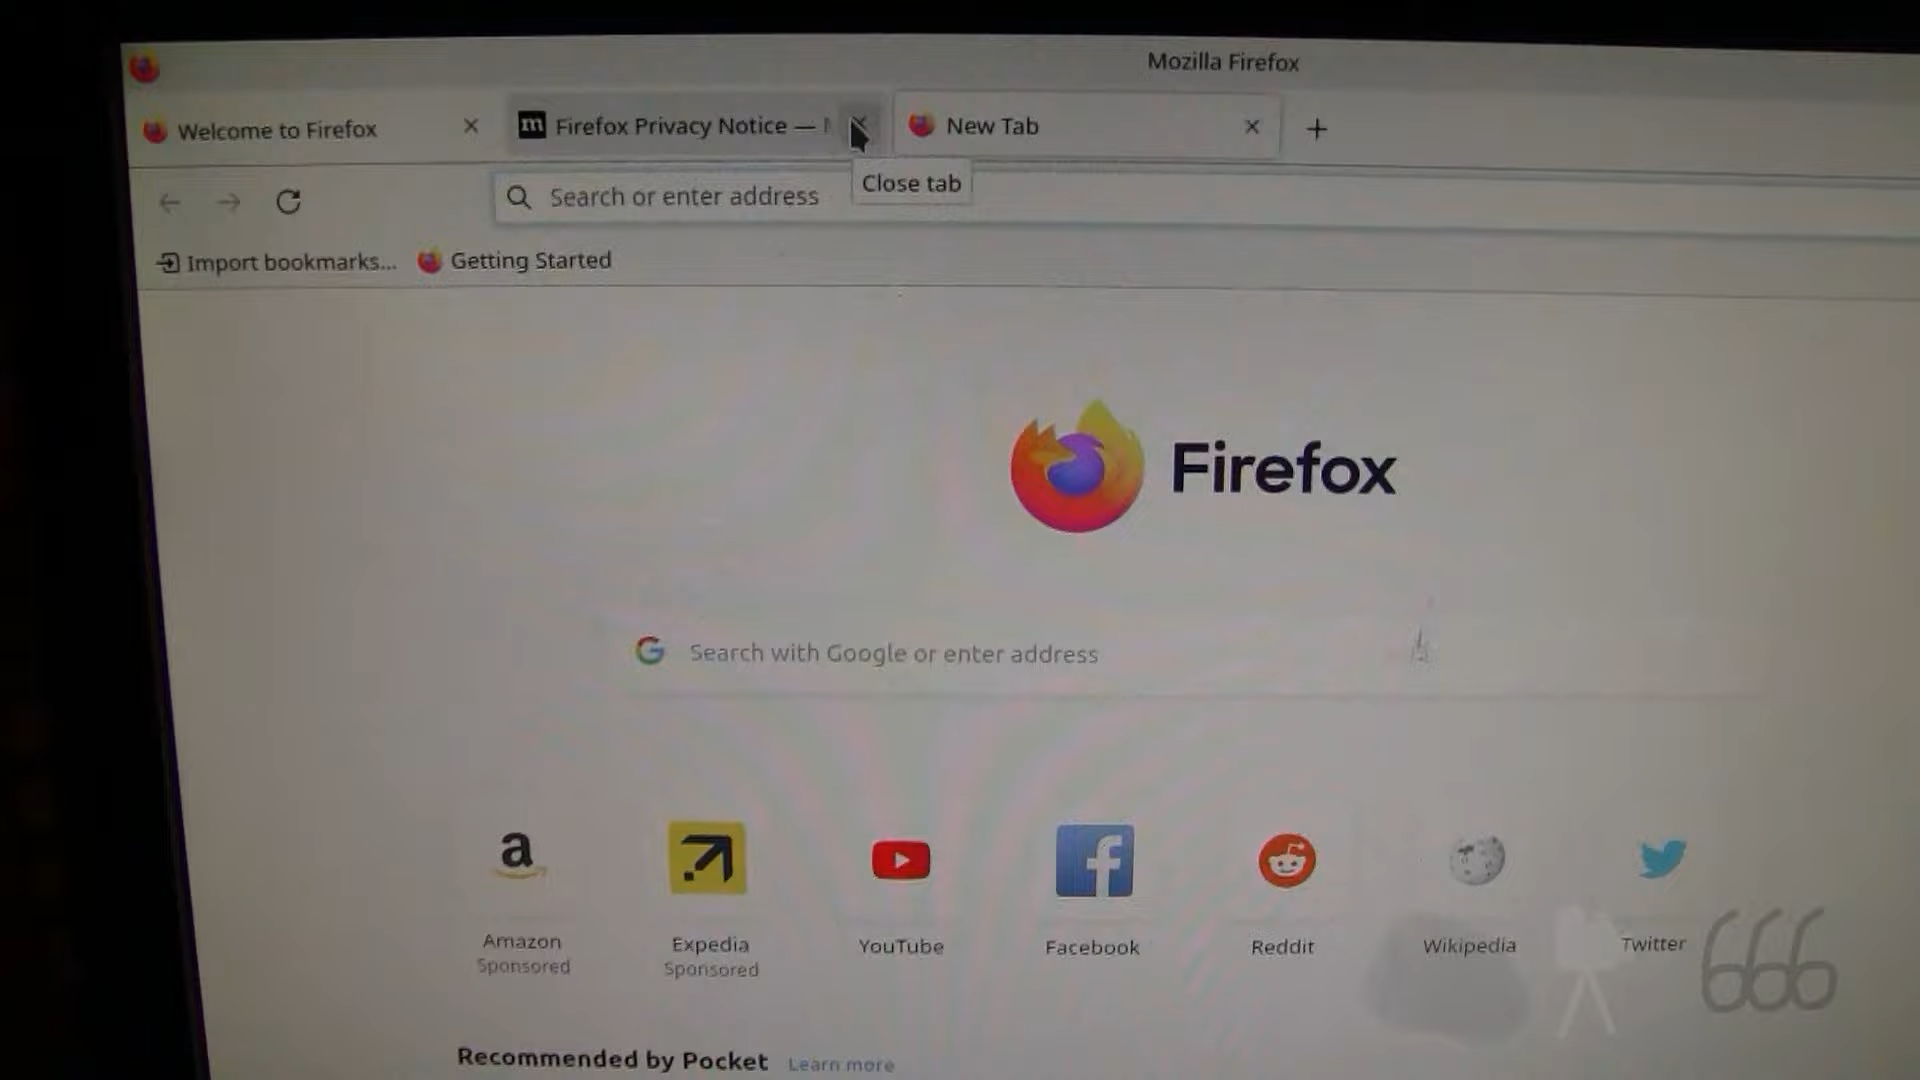 Mozilla Firefox
Welcome to Firefox
Firefox Privacy Notice —
New Tab
Search or enter address
Close tab
Import bookmarks...
Getting Started
Firefox
Search with Google or enter address
Amazon
Sponsored
Expedia
Sponsored
YouTube
Facebook
Reddit
Wikipedia
Twitter
666
Recommended by Pocket
Learn more